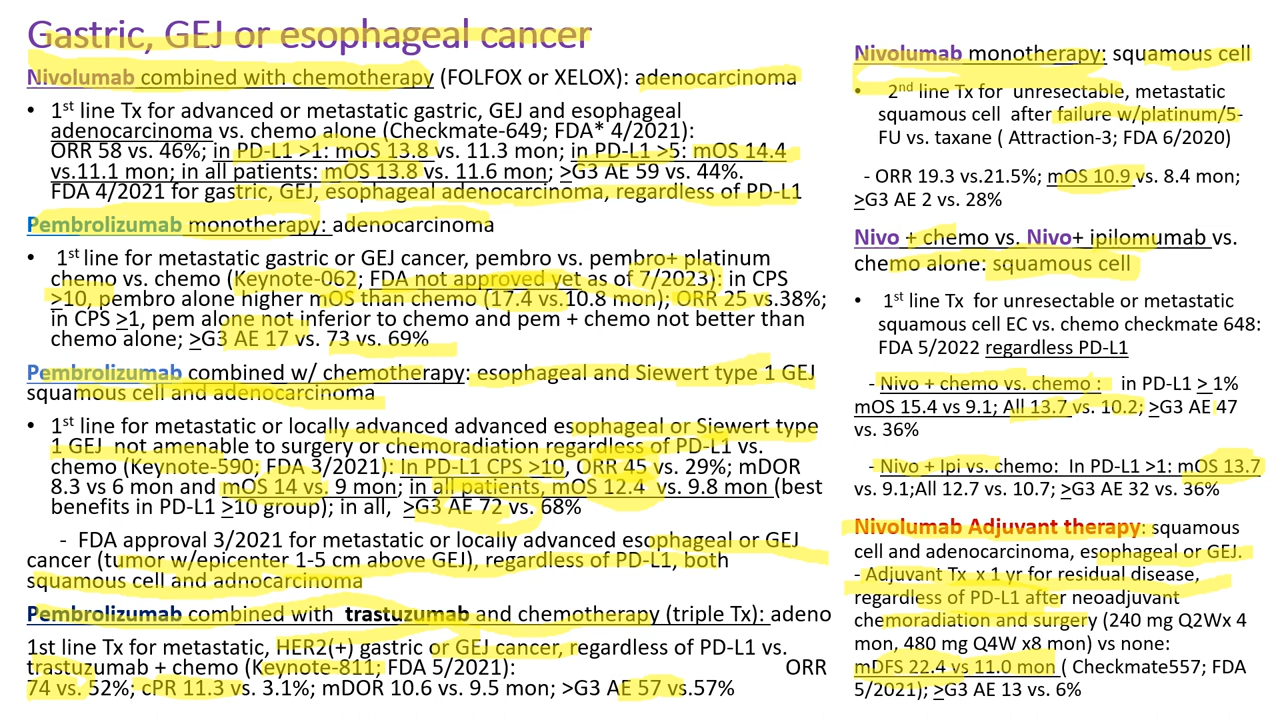 Gastric, GEJ or esophageal cancer
Nivolumab combined with chemotherapy (FOLFOX or XELOX): adenocarcinoma
• 1st line Tx for advanced or metastatic gastric, GEJ and esophageal
adenocarcinoma vs. chemo alone (Checkmate-649; FDA* 4/2021):
ORR 58 vs. 46%; in PD-L1 >1: mOS 13.8 vs. 11.3 mon; in PD-L1 >5: mOS 14.4
vs.11.1 mon; in all patients: mOS 13.8 vs. 11.6 mon; >G3 AE 59 vs. 44%.
FDA 4/2021 for gastric, GEJ, esophageal adenocarcinoma, regardless of PD-L1
Pembrolizumab monotherapy: adenocarcinoma
• 1st line for metastatic gastric or GEJ cancer, pembro vs. pembro+ platinum
chemo vs. chemo (Keynote-062; FDA not approved yet as of 7/2023): in CPS
>10, pembro alone higher mOS than chemo (17.4 vs.10.8 mon); ORR 25 vs.38%;
in CPS >1, pem alone not inferior to chemo and pem + chemo not better than
chemo alone; >G3 AE 17 vs. 73 vs. 69%
Pembrolizumab combined w/ chemotherapy: esophageal and Siewert type 1 GEJ
squamous cell and adenocarcinoma
• 1st line for metastatic or locally advanced advanced esophageal or Siewert type
1 GEJ not amenable to surgery or chemoradiation regardless of PD-L1 vs.
chemo (Keynote-590; FDA 3/2021): In PD-L1 CPS >10, ORR 45 vs. 29%; mDOR
8.3 vs 6 mon and mOS 14 vs. 9 mon; in all patients, mOS 12.4 vs. 9.8 mon (best
benefits in PD-L1 >10 group); in all, >G3 AE 72 vs. 68%
- FDA approval 3/2021 for metastatic or locally advanced esophageal or GEJ
cancer (tumor w/epicenter 1-5 cm above GEJ), regardless of PD-L1, both
squamous cell and adnocarcinoma
Pembrolizumab combined with trastuzumab and chemotherapy (triple Tx): adeno
1st line Tx for metastatic, HER2(+) gastric or GEJ cancer, regardless of PD-L1 vs.
trastuzumab + chemo (Keynote-811; FDA 5/2021): ORR
74 vs. 52%; cPR 11.3 vs. 3.1%; mDOR 10.6 vs. 9.5 mon; >G3 AE 57 vs.57%
Nivolumab monotherapy: squamous cell
• 2nd line Tx for unresectable, metastatic
squamous cell after failure w/platinum/5-
FU vs. taxane ( Attraction-3; FDA 6/2020)
- ORR 19.3 vs.21.5%; mOS 10.9 vs. 8.4 mon;
>G3 AE 2 vs. 28%
Nivo + chemo vs. Nivo+ ipilomumab vs.
chemo alone: squamous cell
• 1st line Tx for unresectable or metastatic
squamous cell EC vs. chemo checkmate 648:
FDA 5/2022 regardless PD-L1
- Nivo + chemo vs. chemo : in PD-L1 > 1%
mOS 15.4 vs 9.1; All 13.7 vs. 10.2; >G3 AE 47
vs. 36%
- Nivo + Ipi vs. chemo: In PD-L1 >1: mOS 13.7
vs. 9.1;All 12.7 vs. 10.7; >G3 AE 32 vs. 36%
Nivolumab Adjuvant therapy: squamous
cell and adenocarcinoma, esophageal or GEJ.
- Adjuvant Tx x 1 yr for residual disease,
regardless of PD-L1 after neoadjuvant
chemoradiation and surgery (240 mg Q2Wx 4
mon, 480 mg Q4W x8 mon) vs none:
mDFS 22.4 vs 11.0 mon ( Checkmate557; FDA
5/2021); >G3 AE 13 vs. 6%